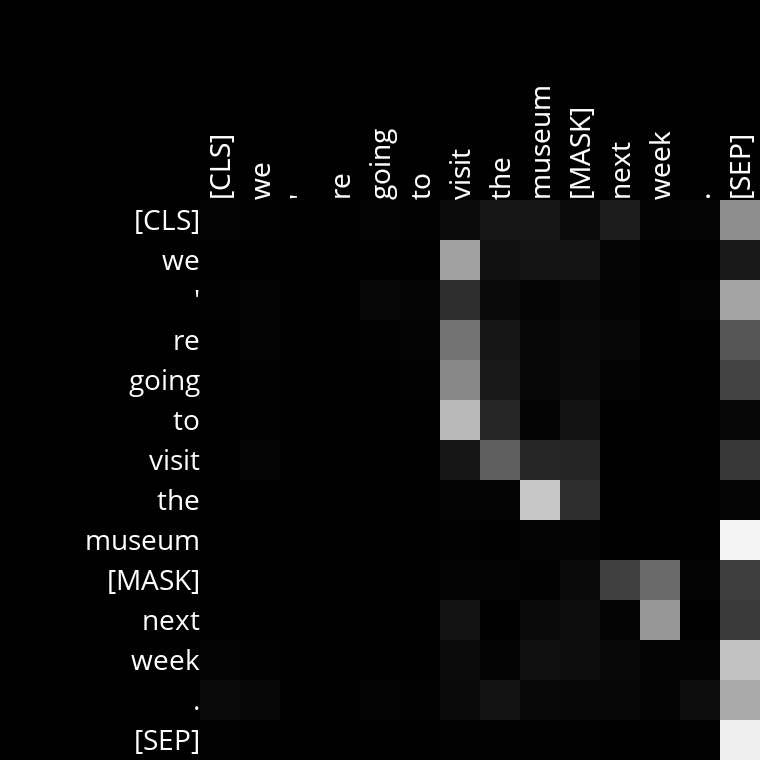 [CLS] we ' re going to visit the museum [MASK] next week . [SEP]
[CLS]
we
'
re
going
to
visit
the
museum
[MASK]
next
week
.
[SEP]